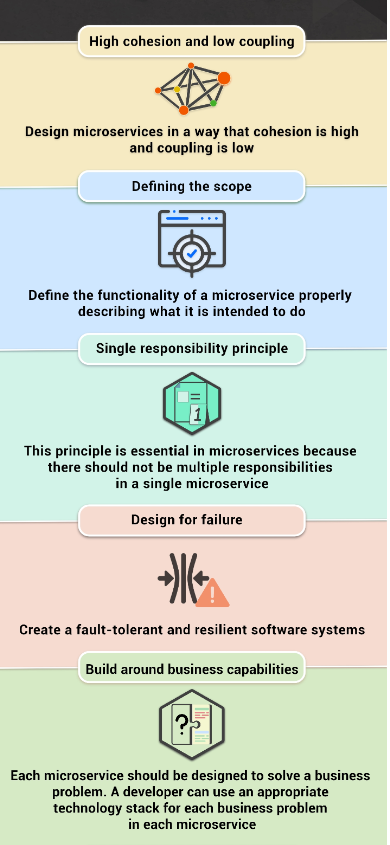 High cohesion and low coupling
Design microservices in a way that cohesion is high
and coupling is low
Defining the scope
Define the functionality of a microservice properly
describing what it is intended to do
Single responsibility principle
1
This principle is essential in microservices because
there should not be multiple responsibilities
in a single microservice
Design for failure
!
Create a fault-tolerant and resilient software systems
Build around business capabilities
?
Each microservice should be designed to solve a business
problem. A developer can use an appropriate
technology stack for each business problem
in each microservice